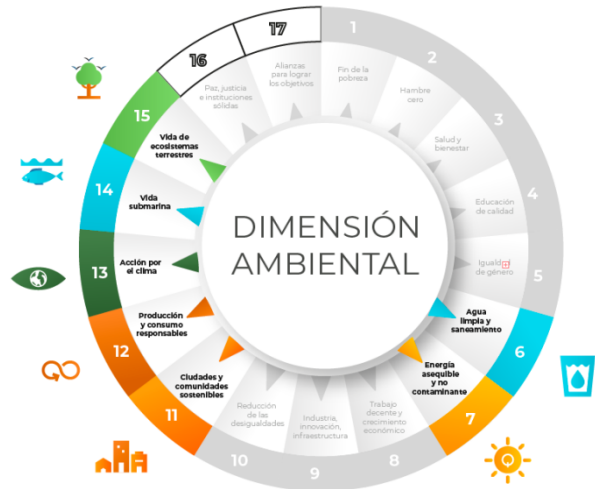 DIMENSIÓN
AMBIENTAL
1
Fin de la
pobreza
2
Hambre
cero
3
Salud y
bienestar
4
Educación
de calidad
5
Igualdad
de género
6
Agua
limpia y
saneamiento
7
Energía
asequible
y no
contaminante
8
Trabajo
decente y
crecimiento
económico
9
Industria,
innovación,
infraestructura
10
Reducción
de las
desigualdades
11
Ciudades y
comunidades
sostenibles
12
Producción
y consumo
responsables
13
Acción por
el clima
14
Vida
submarina
15
Vida de
ecosistemas
terrestres
16
Paz, justicia
e instituciones
sólidas
17
Alianzas
para lograr
los objetivos